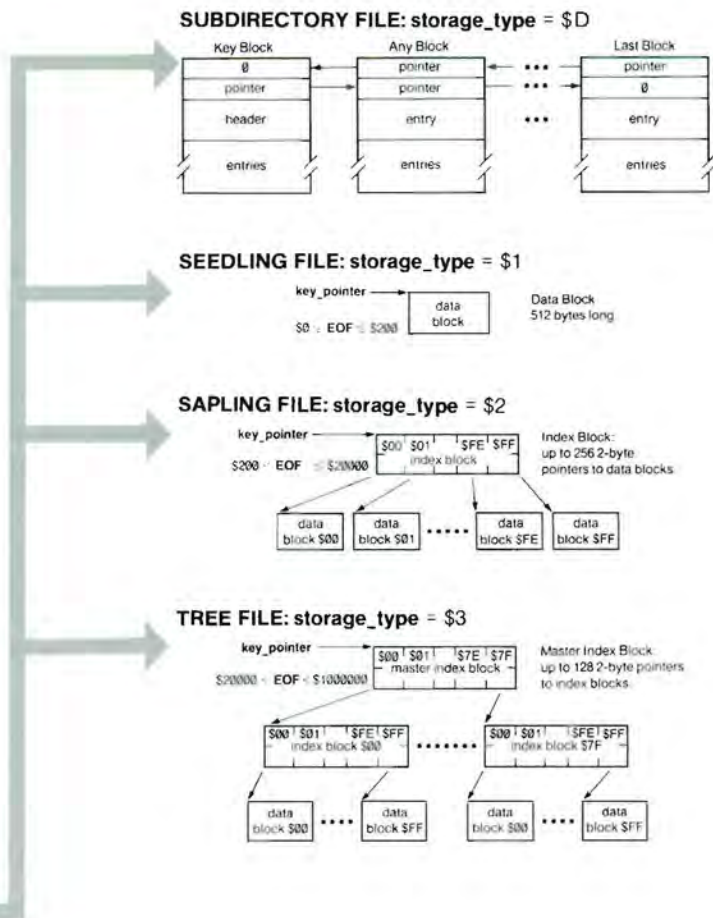 SUBDIRECTORY FILE: storage_type = $D
Key Block Any Block Last Block
0 pointer pointer
pointer pointer 0
header entry entry
entries entries entries
SEEDLING FILE: storage_type = $1
key_pointer
data
block
Data Block
512 bytes long
$0 EOF $200
SAPLING FILE: storage_type = $2
key_pointer
$00 $01 $FE $FF
index block
Index Block:
up to 256 2-byte
pointers to data blocks
$200 < EOF ≤ $20000
data
block $00
data
block $01
data
block $FE
data
block $FF
TREE FILE: storage_type = $3
key_pointer
$00 $01 $7E $7F
master index block
Master Index Block:
up to 128 2-byte pointers
to index blocks.
$20000 < EOF < $1000000
$00 $01 $FE $FF
index block $00
$00 $01 $FE $FF
index block $7F
data
block $00
data
block $FF
data
block $00
data
block $FF